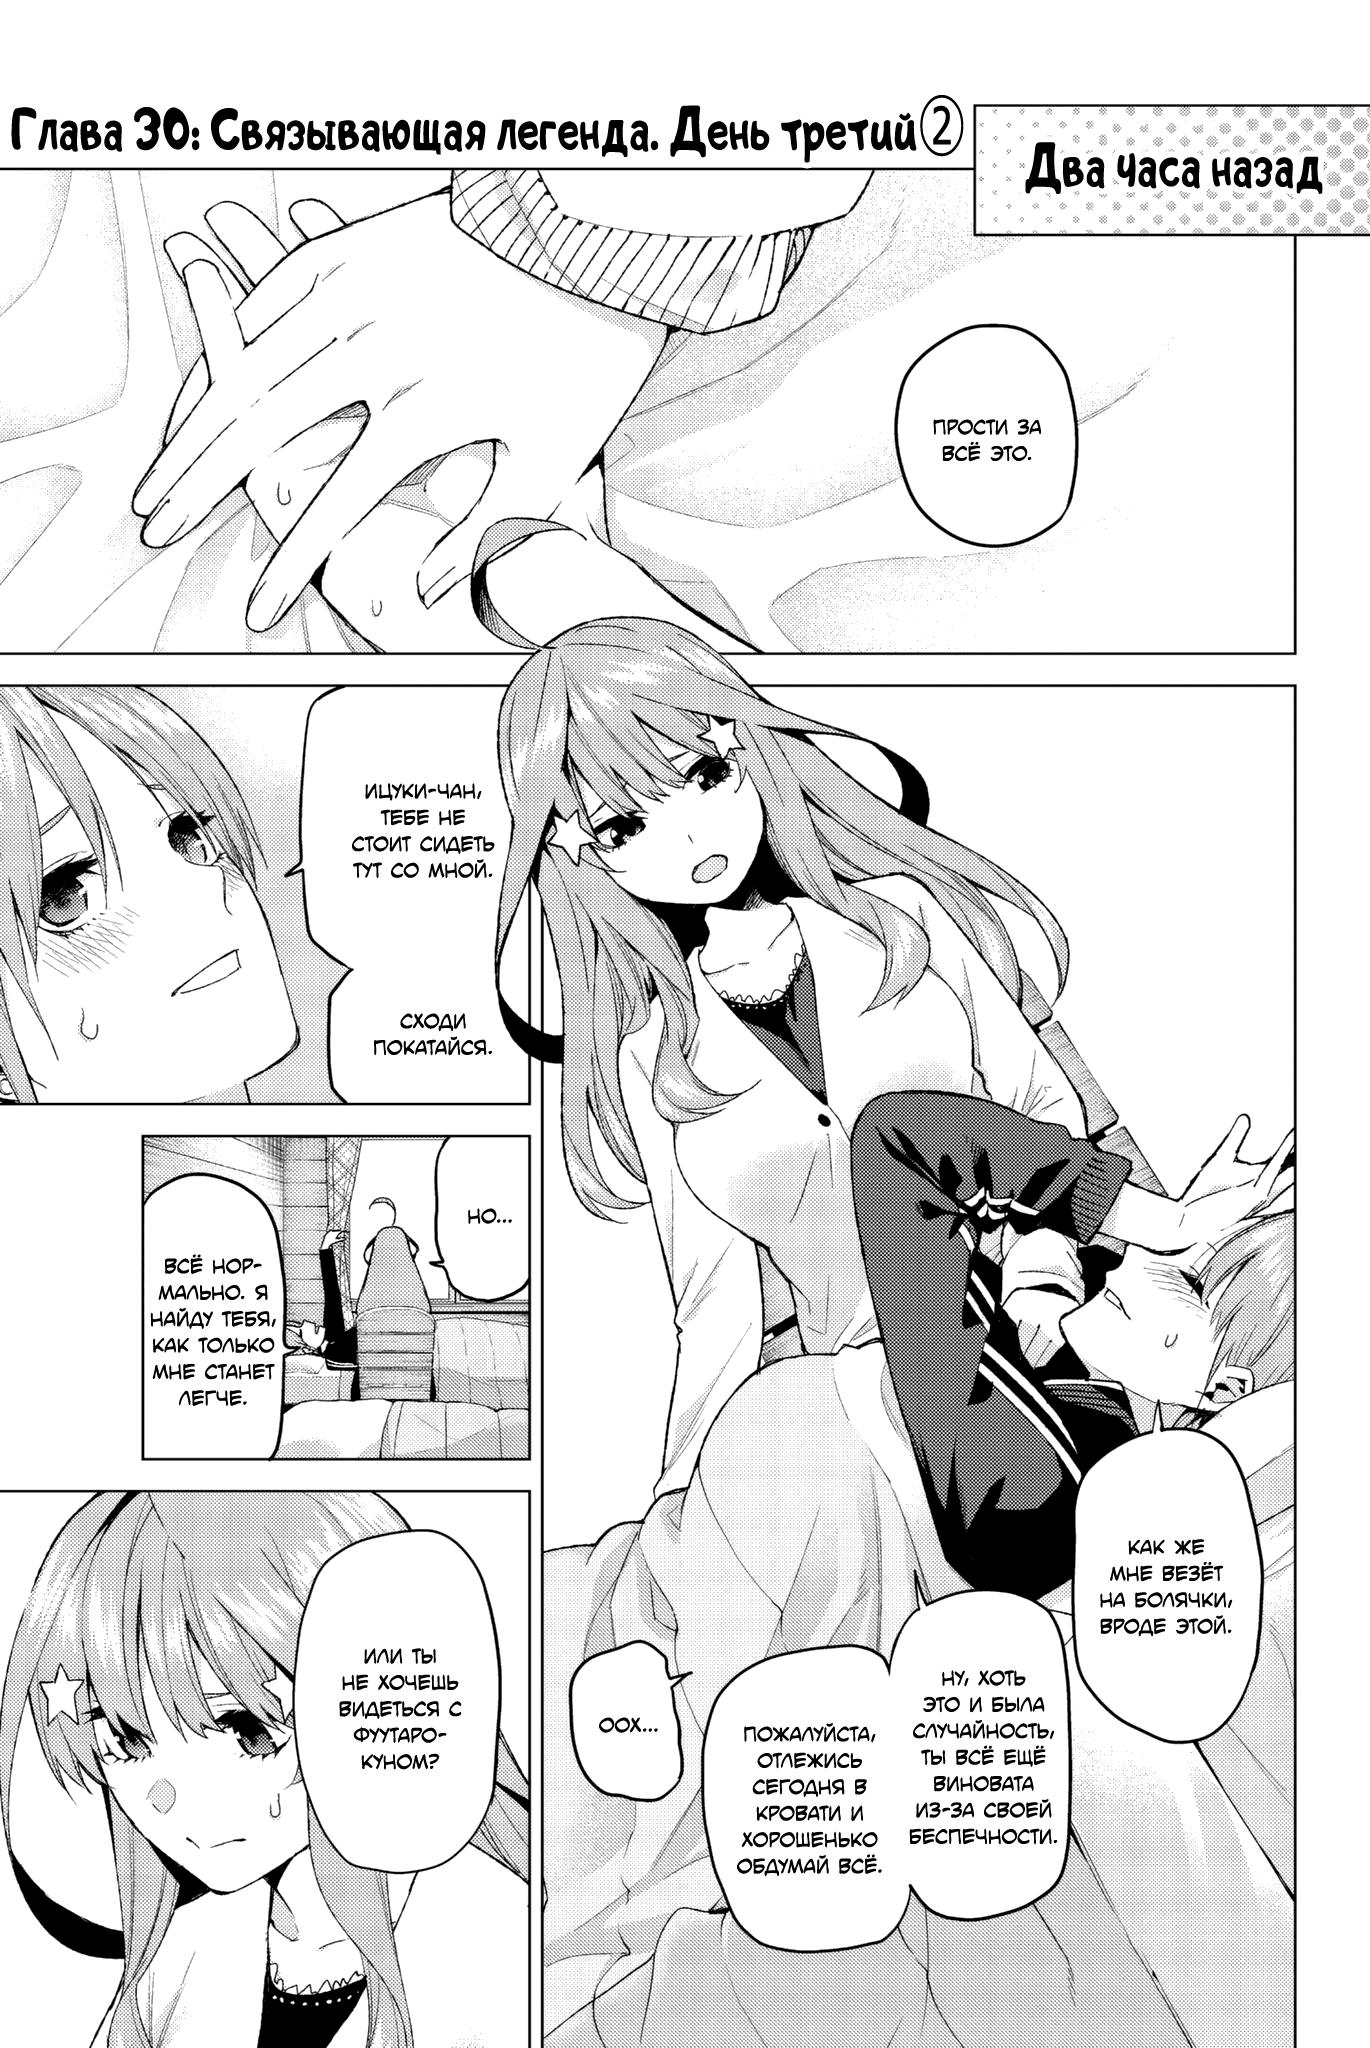 Глава 30: Связывающая легенда. День третий②
Два часа назад
ПРОСТИ ЗА
ВСЁ ЭТО.
КАК ЖЕ
МНЕ ВЕЗЁТ
НА БОЛЯЧКИ,
ВРОДЕ ЭТОЙ.
НУ, ХОТЬ
ЭТО И БЫЛА
СЛУЧАЙНОСТЬ,
ТЫ ВСЁ ЕЩЁ
ВИНОВАТА
ИЗ-ЗА СВОЕЙ
БЕСПЕЧНОСТИ.
ПОЖАЛУЙСТА,
ОТЛЕЖИСЬ
СЕГОДНЯ В
КРОВАТИ И
ХОРОШЕНЬКО
ОБДУМАЙ ВСЁ.
ООХ...
ИЦУКИ-ЧАН,
ТЕБЕ НЕ
СТОИТ СИДЕТЬ
ТУТ СО МНОЙ.
СХОДИ
ПОКАТАЙСЯ.
НО...
ВСЁ НОР-
МАЛЬНО. Я
НАЙДУ ТЕБЯ,
КАК ТОЛЬКО
МНЕ СТАНЕТ
ЛЕГЧЕ.
ИЛИ ТЫ
НЕ ХОЧЕШЬ
ВИДЕТЬСЯ С
ФУУТАРО-
КУНОМ?